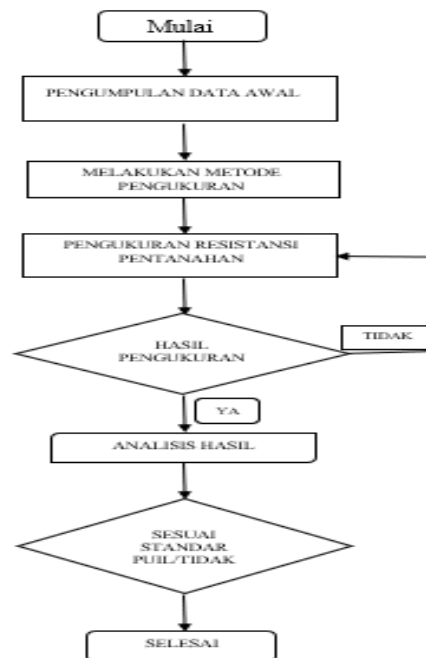 Mulai
PENGUMPULAN DATA AWAL
MELAKUKAN METODE
PENGUKURAN
PENGUKURAN RESISTANSI
PENTANAHAN
HASIL
PENGUKURAN
TIDAK
YA
ANALISIS HASIL
SESUAI
STANDAR
PUIL/TIDAK
SELESAI